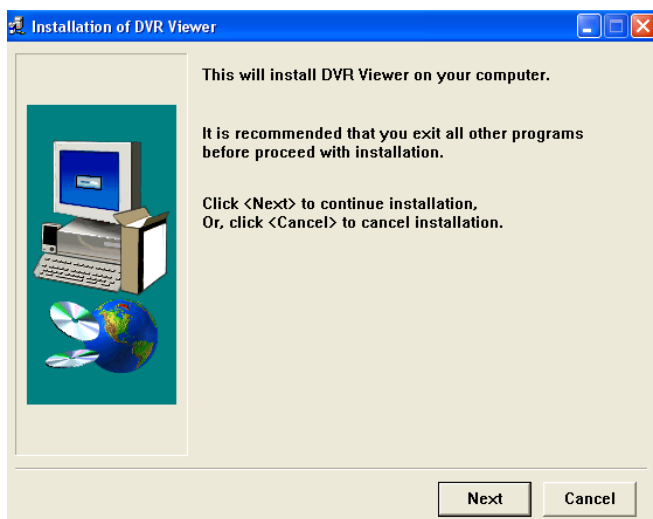 Installation of DVR Viewer
This will install DVR Viewer on your computer.
It is recommended that you exit all other programs
before proceed with installation.
Click <Next> to continue installation,
Or, click <Cancel> to cancel installation.
Next Cancel